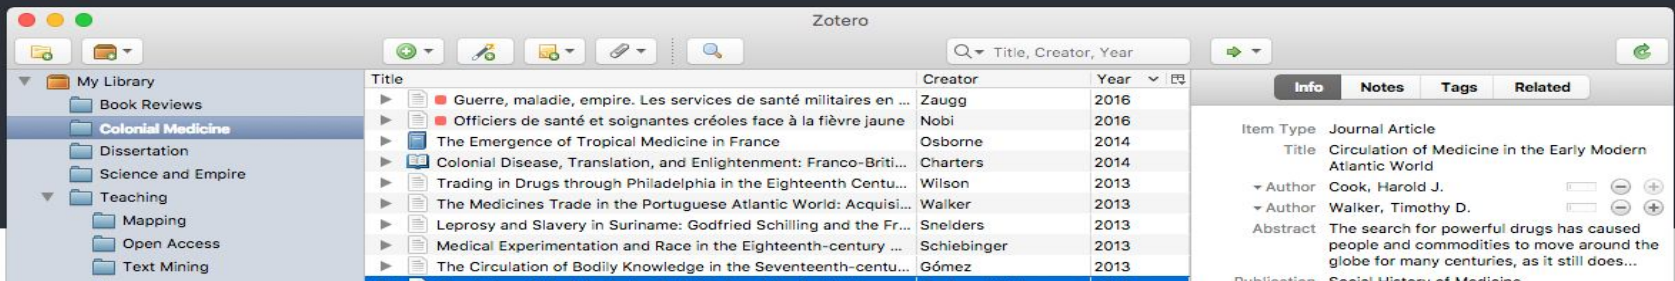 Zotero
Title, Creator, Year
My Library
Book Reviews
Colonial Medicine
Dissertation
Science and Empire
Teaching
Mapping
Open Access
Text Mining
Title Creator Year
Guerre, maladie, empire. Les services de santé militaires en ... Zaugg 2016
Officiers de santé et soignantes créoles face à la fièvre jaune Nobi 2016
The Emergence of Tropical Medicine in France Osborne 2014
Colonial Disease, Translation, and Enlightenment: Franco-Briti... Charters 2014
Trading in Drugs through Philadelphia in the Eighteenth Centu... Wilson 2013
The Medicines Trade in the Portuguese Atlantic World: Acquisi... Walker 2013
Leprosy and Slavery in Suriname: Godfried Schilling and the Fr... Snelders 2013
Medical Experimentation and Race in the Eighteenth-century ... Schiebinger 2013
The Circulation of Bodily Knowledge in the Seventeenth-centu... Gómez 2013
Info Notes Tags Related
Item Type Journal Article
Title Circulation of Medicine in the Early Modern
Atlantic World
Author Cook, Harold J.
Author Walker, Timothy D.
Abstract The search for powerful drugs has caused
people and commodities to move around the
globe for many centuries, as it still does...
Publication Social History of Medicine